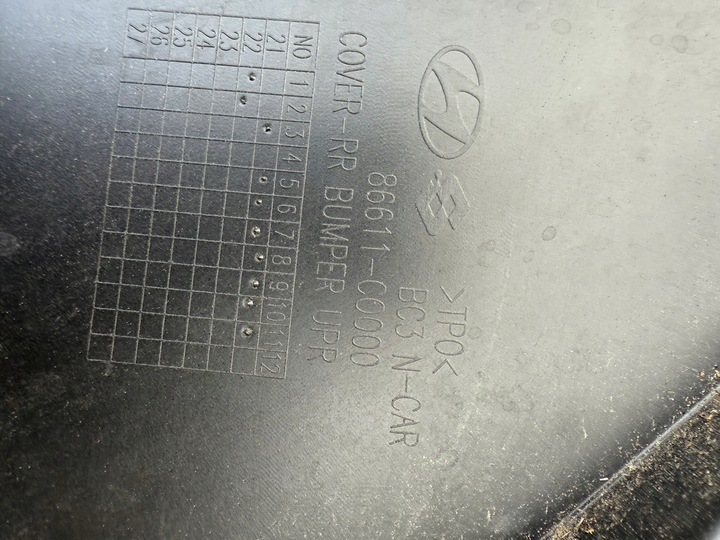 >TPO<
BC3 N-CAR
86611-C0000
COVER-RR BUMPER UPR
NO 1 2 3 4 5 6 7 8 9 10 11 12
21
22
23
24
25
26
27